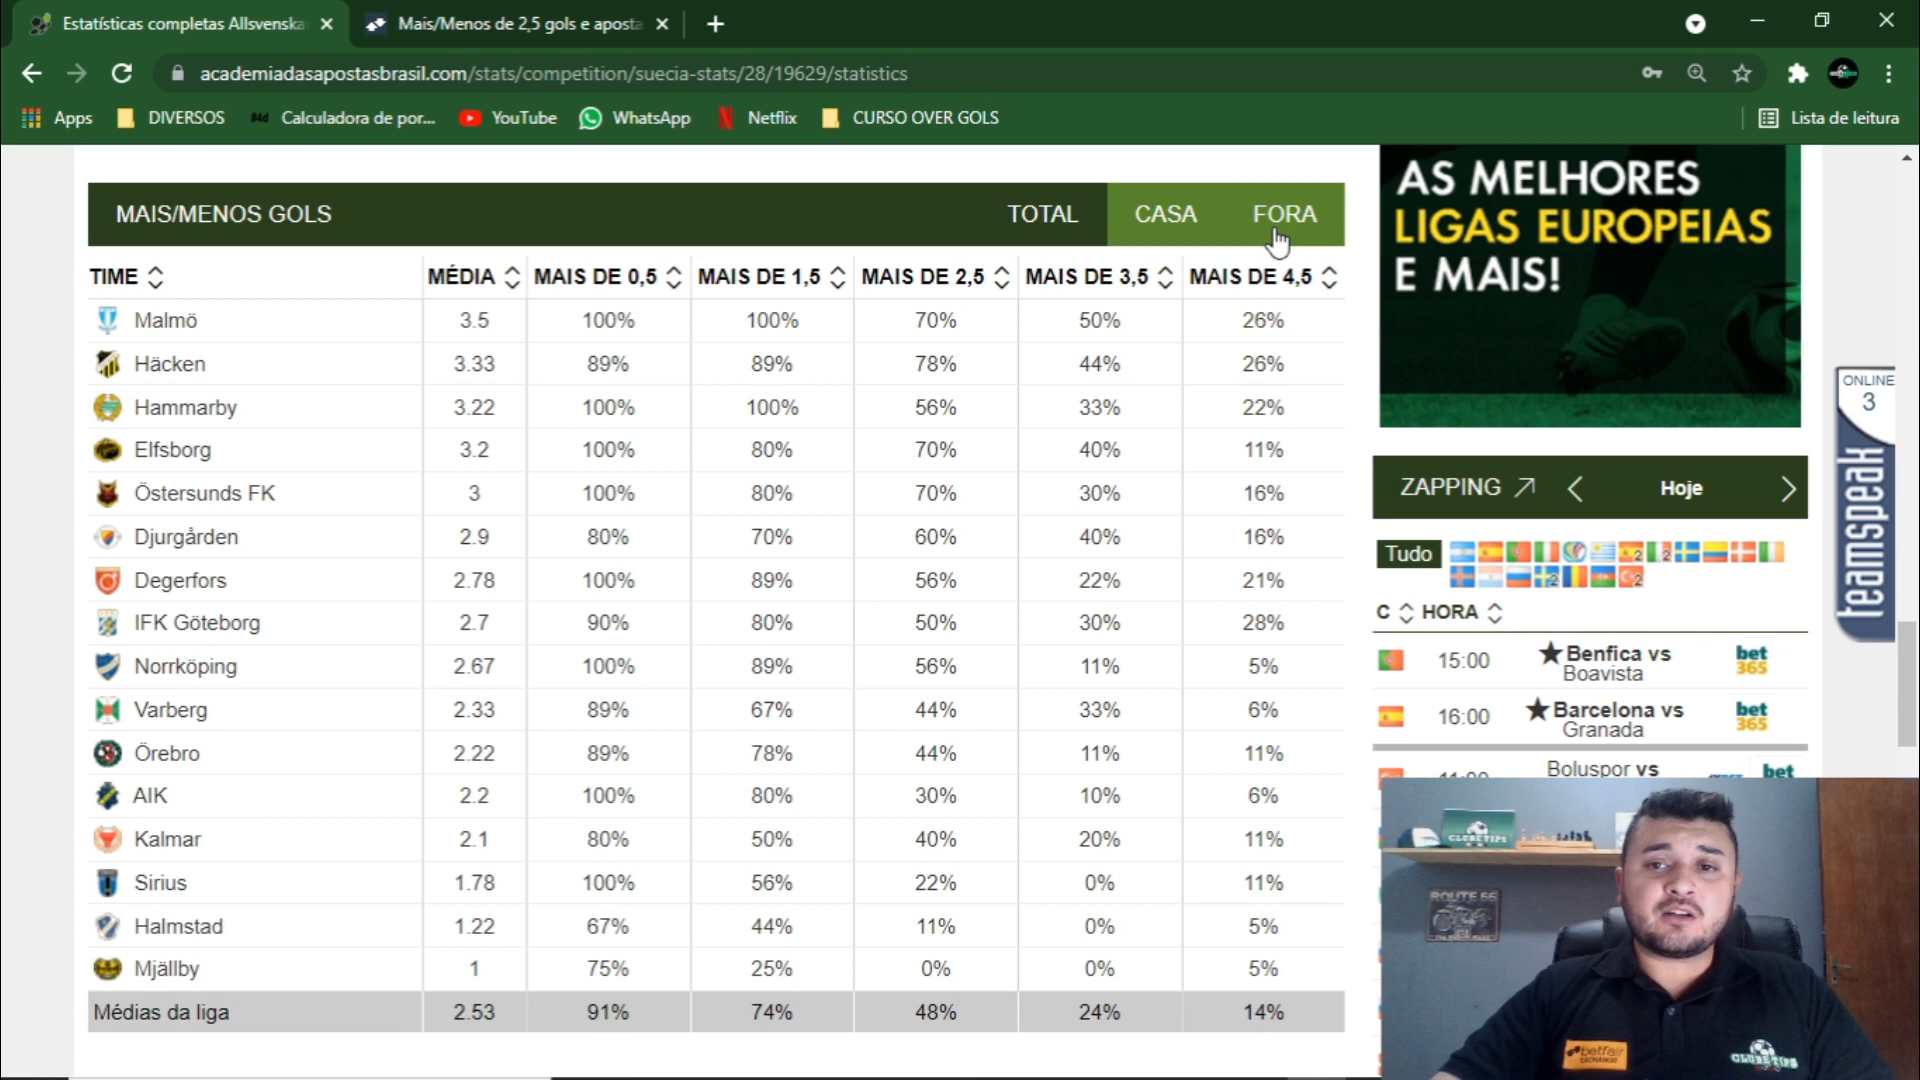 Estatísticas completas Allsvenska
Mais/Menos de 2,5 gols e aposta
academiadasapostasbrasil.com/stats/competition/suecia-stats/28/19629/statistics
Apps
DIVERSOS
Calculadora de por...
YouTube
WhatsApp
Netflix
CURSO OVER GOLS
Lista de leitura
MAIS/MENOS GOLS TOTAL CASA FORA
TIME MÉDIA MAIS DE 0,5 MAIS DE 1,5 MAIS DE 2,5 MAIS DE 3,5 MAIS DE 4,5
Malmö 3.5 100% 100% 70% 50% 26%
Häcken 3.33 89% 89% 78% 44% 26%
Hammarby 3.22 100% 100% 56% 33% 22%
Elfsborg 3.2 100% 80% 70% 40% 11%
Östersunds FK 3 100% 80% 70% 30% 16%
Djurgården 2.9 80% 70% 60% 40% 16%
Degerfors 2.78 100% 89% 56% 22% 21%
IFK Göteborg 2.7 90% 80% 50% 30% 28%
Norrköping 2.67 100% 89% 56% 11% 5%
Varberg 2.33 89% 67% 44% 33% 6%
Örebro 2.22 89% 78% 44% 11% 11%
AIK 2.2 100% 80% 30% 10% 6%
Kalmar 2.1 80% 50% 40% 20% 11%
Sirius 1.78 100% 56% 22% 0% 11%
Halmstad 1.22 67% 44% 11% 0% 5%
Mjällby 1 75% 25% 0% 0% 5%
Médias da liga 2.53 91% 74% 48% 24% 14%
AS MELHORES
LIGAS EUROPEIAS
E MAIS!
ONLINE
3
teamspeak
ZAPPING Hoje
Tudo
C HORA
15:00 Benfica vs
Boavista
bet
365
16:00 Barcelona vs
Granada
bet
365
Boluspor vs
bet
CLUBETIPS
ROUTE 66
betfair
EXCHANGE
CLUBETIPS